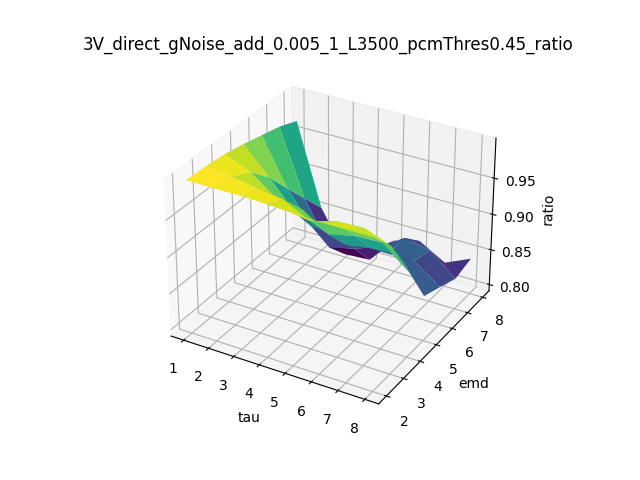 3V_direct_gNoise_add_0.005_1_L3500_pcmThres0.45_ratio
0.95
0.90
0.85
0.80
ratio
1 2 3 4 5 6 7 8
tau
2 3 4 5 6 7 8
emd